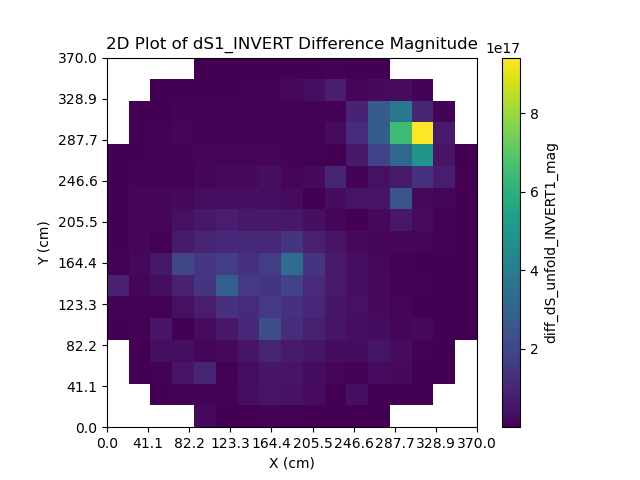 2D Plot of dS1_INVERT Difference Magnitude
1e17
370.0
328.9
287.7
246.6
205.5
164.4
123.3
82.2
41.1
0.0
Y (cm)
0.0 41.1 82.2 123.3 164.4 205.5 246.6 287.7 328.9 370.0
X (cm)
8
6
4
2
diff_dS_unfold_INVERT1_mag